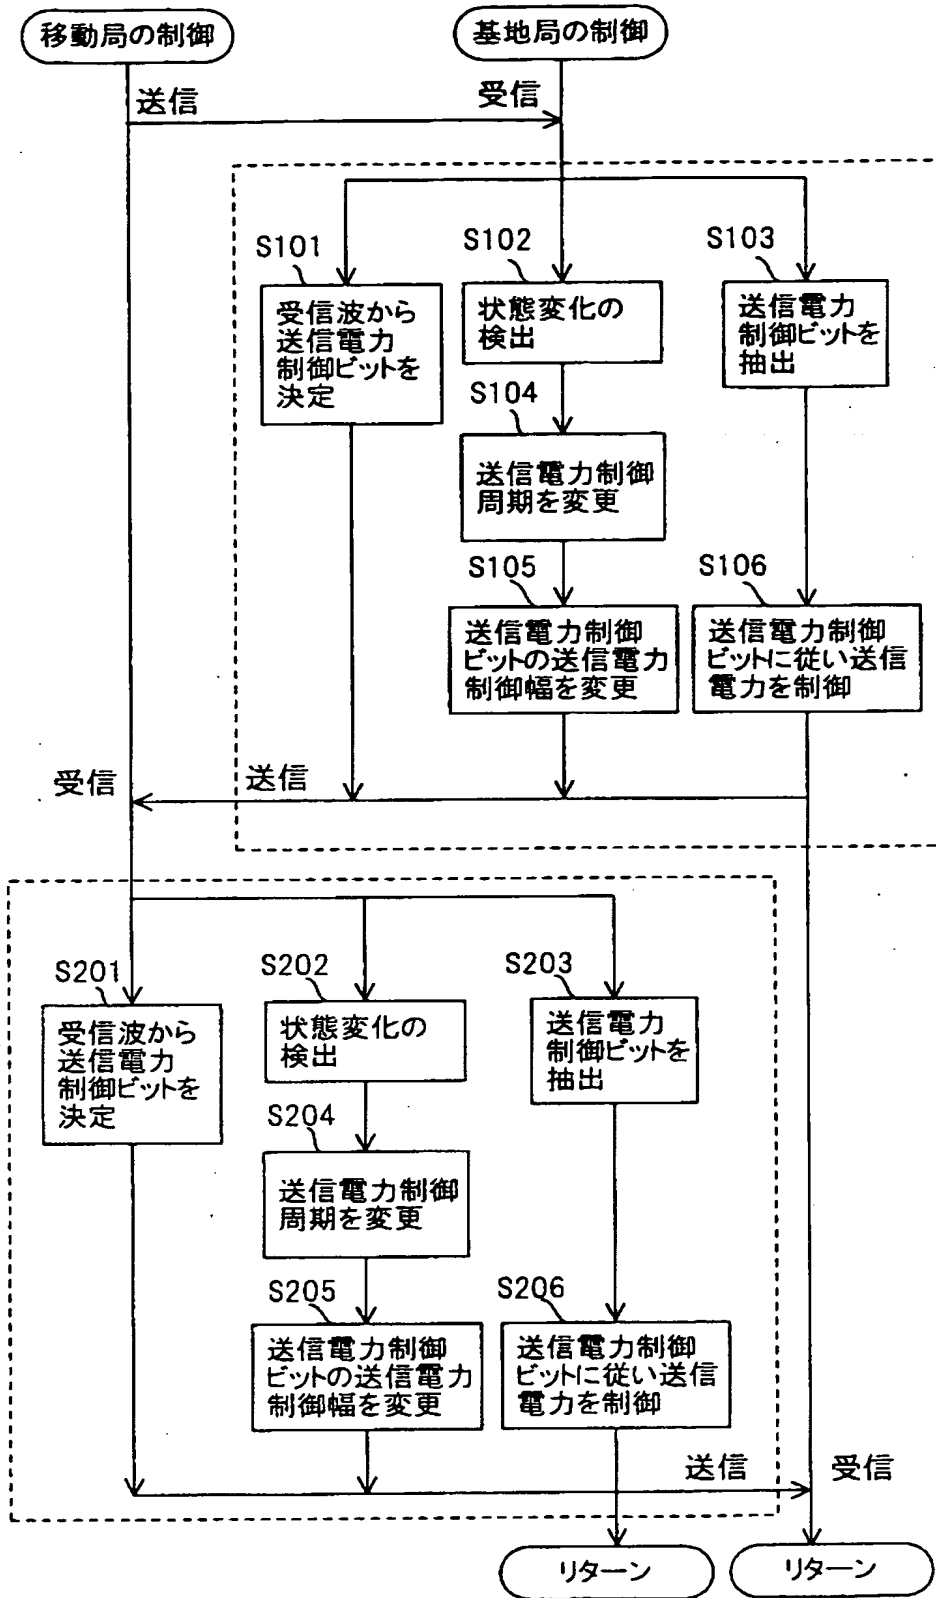 移動局の制御
基地局の制御
送信
受信
S101
S102
S103
受信波から
送信電力
制御ビットを
決定
状態変化の
検出
送信電力
制御ビットを
抽出
S104
送信電力制御
周期を変更
S105
S106
送信電力制御
ビットの送信電力
制御幅を変更
送信電力制御
ビットに従い送信
電力を制御
受信
送信
S201
S202
S203
受信波から
送信電力
制御ビットを
決定
状態変化の
検出
送信電力
制御ビットを
抽出
S204
送信電力制御
周期を変更
S205
S206
送信電力制御
ビットの送信電力
制御幅を変更
送信電力制御
ビットに従い送信
電力を制御
送信
受信
リターン
リターン